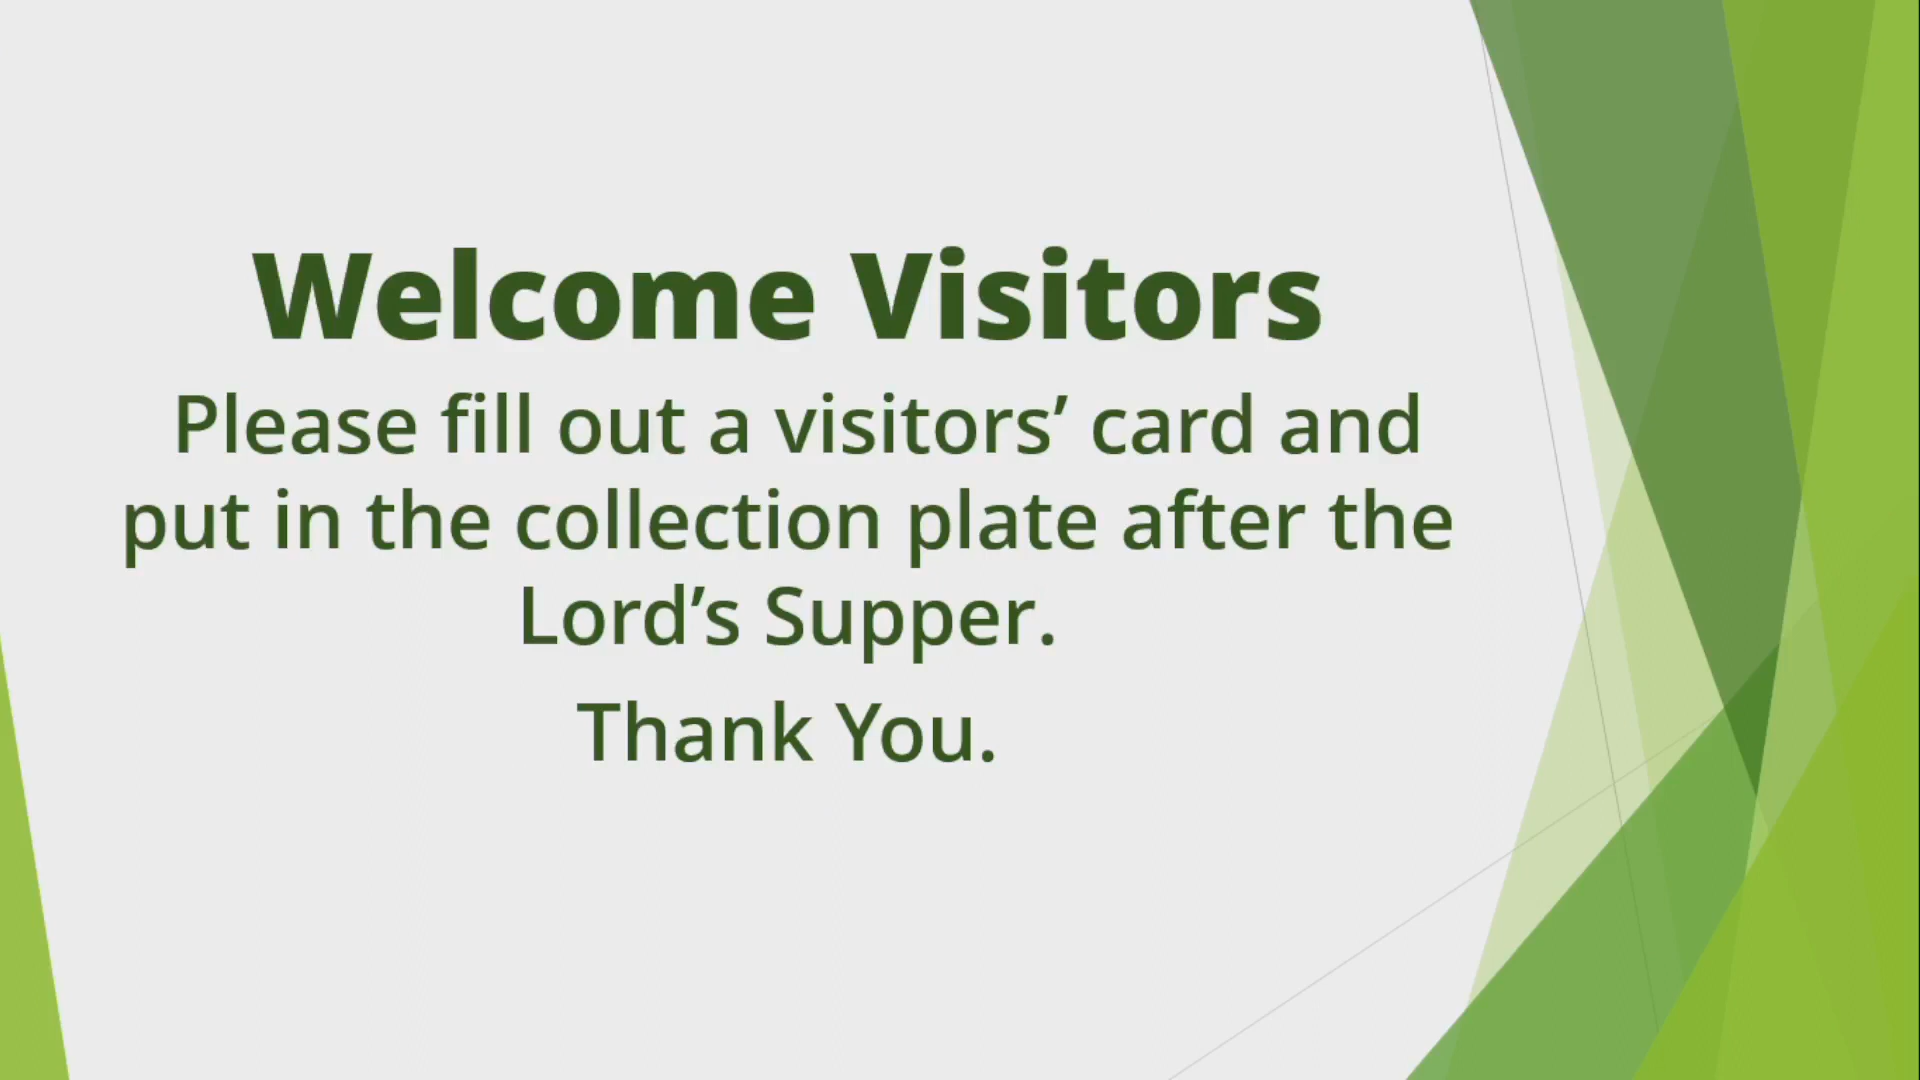 Welcome Visitors
Please fill out a visitors’ card and
put in the collection plate after the
Lord’s Supper.
Thank You.